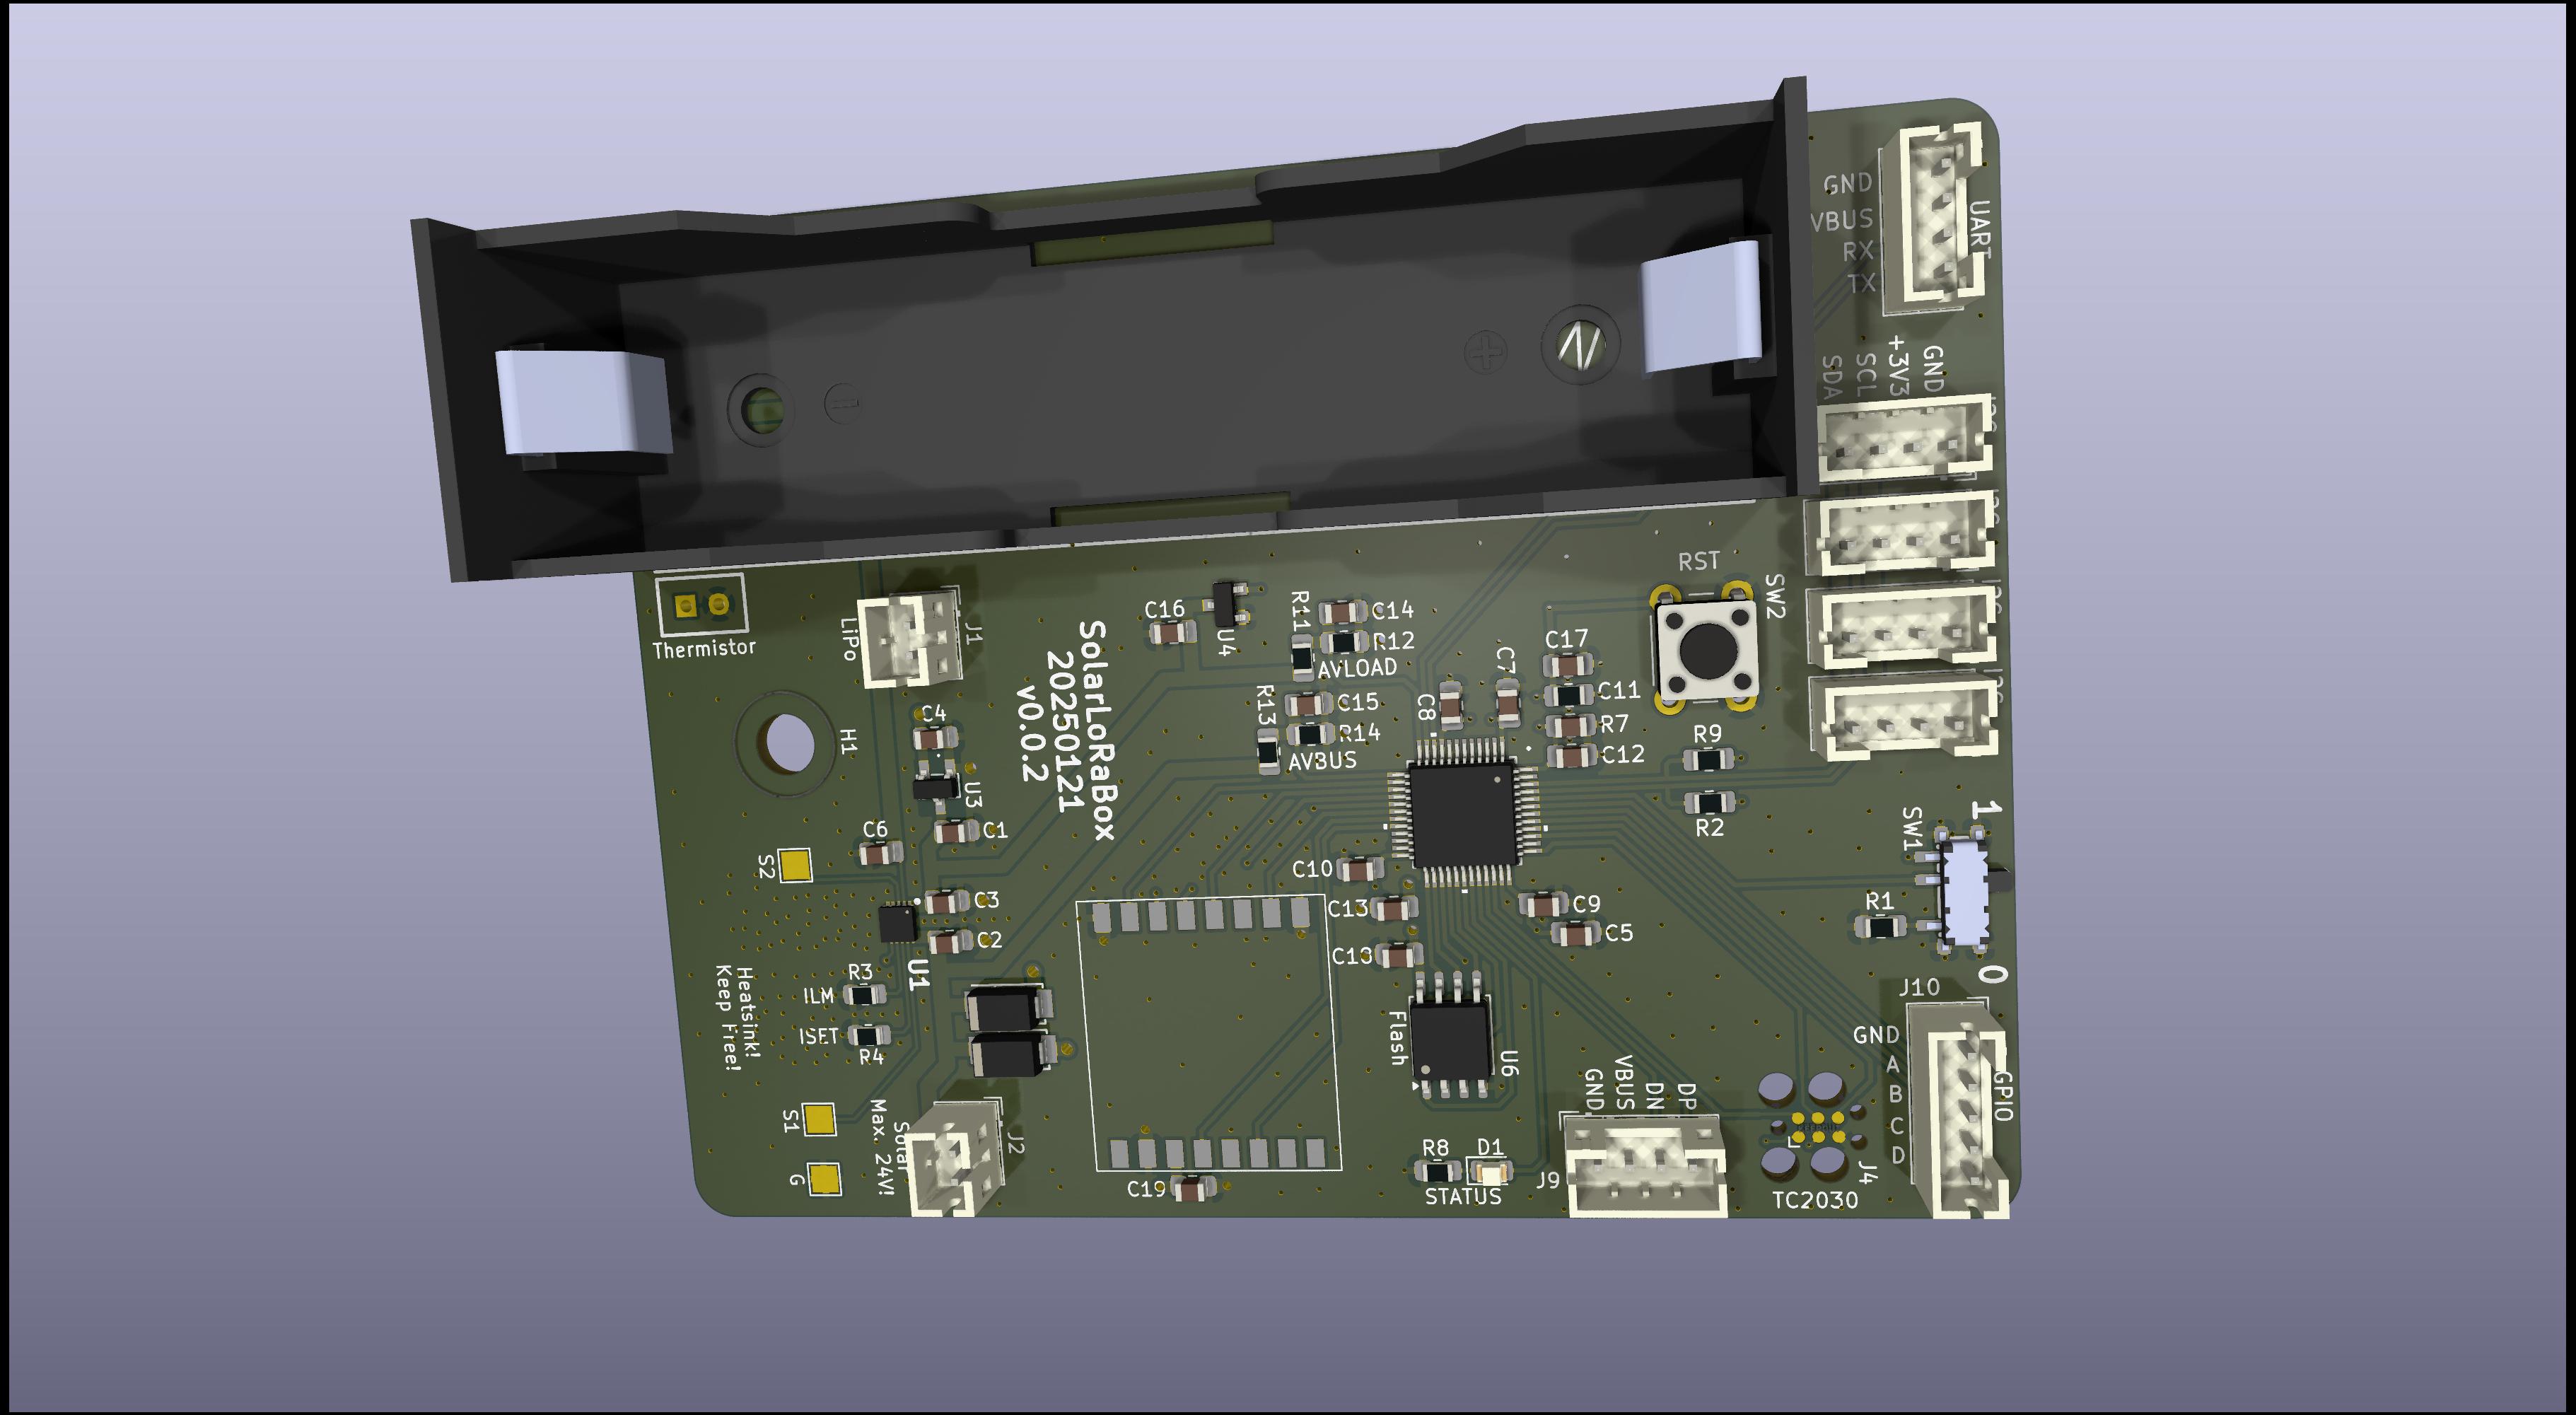 GND
VBUS
RX
TX
UART
SDA
SCL
+3V3
GND
RST
SW2
Thermistor
LiPo
J1
SolarLoRaBox
202501121
v0.0.2
C16
U4
R11
C14
R12
AVLOAD
R13
C15
R14
AVBUS
C8
C7
C17
C11
R7
C12
R9
R2
H1
C4
U3
C1
C6
S2
C3
C2
U1
R3
ILM
ISET
R4
Heatsink!
Keep Free!
S1
G
Solar
Max. 24V!
J2
C10
C13
C18
C9
C5
C19
Flash
U6
R8
D1
STATUS
GND
VBUS
DN
DP
J9
1
SW1
R1
0
J10
GND
A
B
C
D
GPIO
J4
TC2030